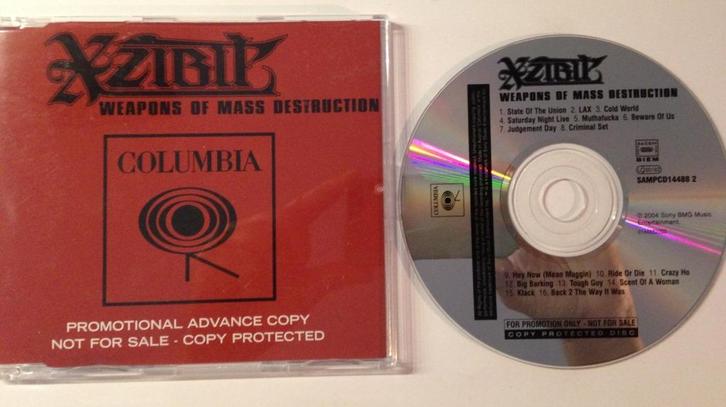 XZIBIT
WEAPONS OF MASS DESTRUCTION
COLUMBIA
PROMOTIONAL ADVANCE COPY
NOT FOR SALE - COPY PROTECTED
XZIBIT
WEAPONS OF MASS DESTRUCTION
1. State Of The Union 2. LAX 3. Cold World
4. Saturday Night Live 5. Muthafucka 6. Beware Of Us
7. Judgement Day 8. Criminal Set
BIEM
SAMPCD14488 2
COLUMBIA
℗ 2004 Sony BMG Music
Entertainment.
9. Hey Now (Mean Muggin) 10. Ride Or Die 11. Crazy Ho
12. Big Barking 13. Tough Guy 14. Scent Of A Woman
15. Klack 16. Back 2 The Way It Was
FOR PROMOTION ONLY - NOT FOR SALE
COPY PROTECTED DISC